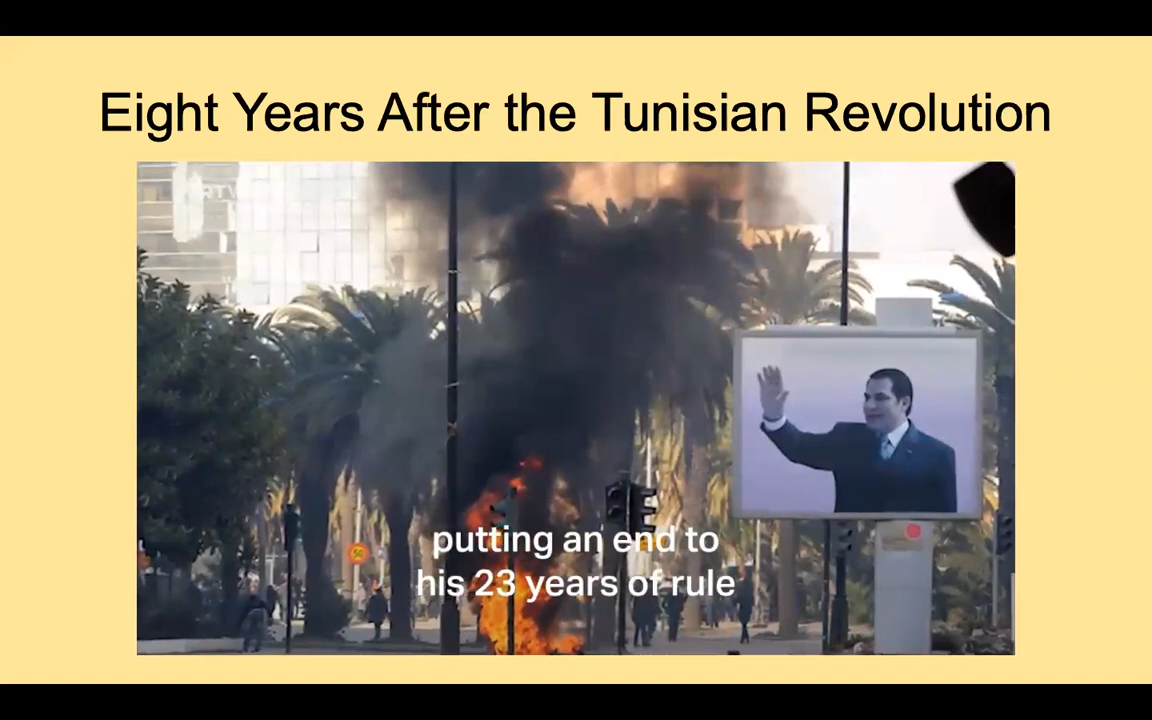 Eight Years After the Tunisian Revolution
putting an end to
his 23 years of rule